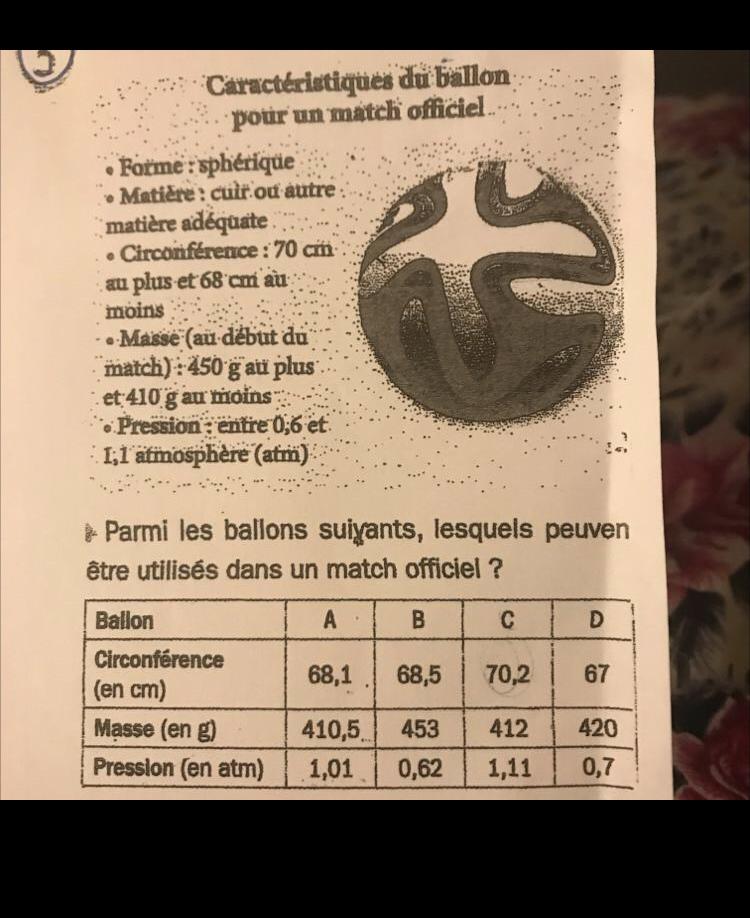 5
Caractéristiques du ballon
pour un match officiel
• Forme : sphérique
• Matière : cuir ou autre
matière adéquate
• Circonférence : 70 cm
au plus et 68 cm au
moins
• Masse (au début du
match) : 450 g au plus
et 410 g au moins
• Pression : entre 0,6 et
1,1 atmosphère (atm)
Parmi les ballons suivants, lesquels peuven
être utilisés dans un match officiel ?
Ballon A B C D
Circonférence
(en cm) 68,1 68,5 70,2 67
Masse (en g) 410,5 453 412 420
Pression (en atm) 1,01 0,62 1,11 0,7